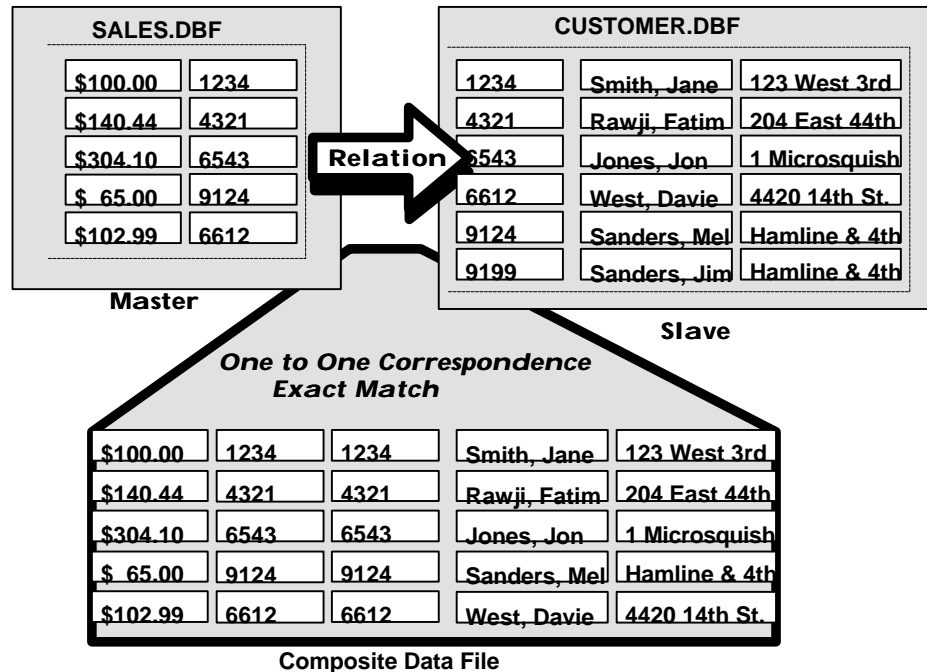 SALES.DBF
$100.00 1234
$140.44 4321
$304.10 6543
$ 65.00 9124
$102.99 6612
Master
Relation
CUSTOMER.DBF
1234 Smith, Jane 123 West 3rd
4321 Rawji, Fatim 204 East 44th
6543 Jones, Jon 1 Microsquish
6612 West, Davie 4420 14th St.
9124 Sanders, Mel Hamline & 4th
9199 Sanders, Jim Hamline & 4th
Slave
One to One Correspondence
Exact Match
$100.00 1234 1234 Smith, Jane 123 West 3rd
$140.44 4321 4321 Rawji, Fatim 204 East 44th
$304.10 6543 6543 Jones, Jon 1 Microsquish
$ 65.00 9124 9124 Sanders, Mel Hamline & 4th
$102.99 6612 6612 West, Davie 4420 14th St.
Composite Data File